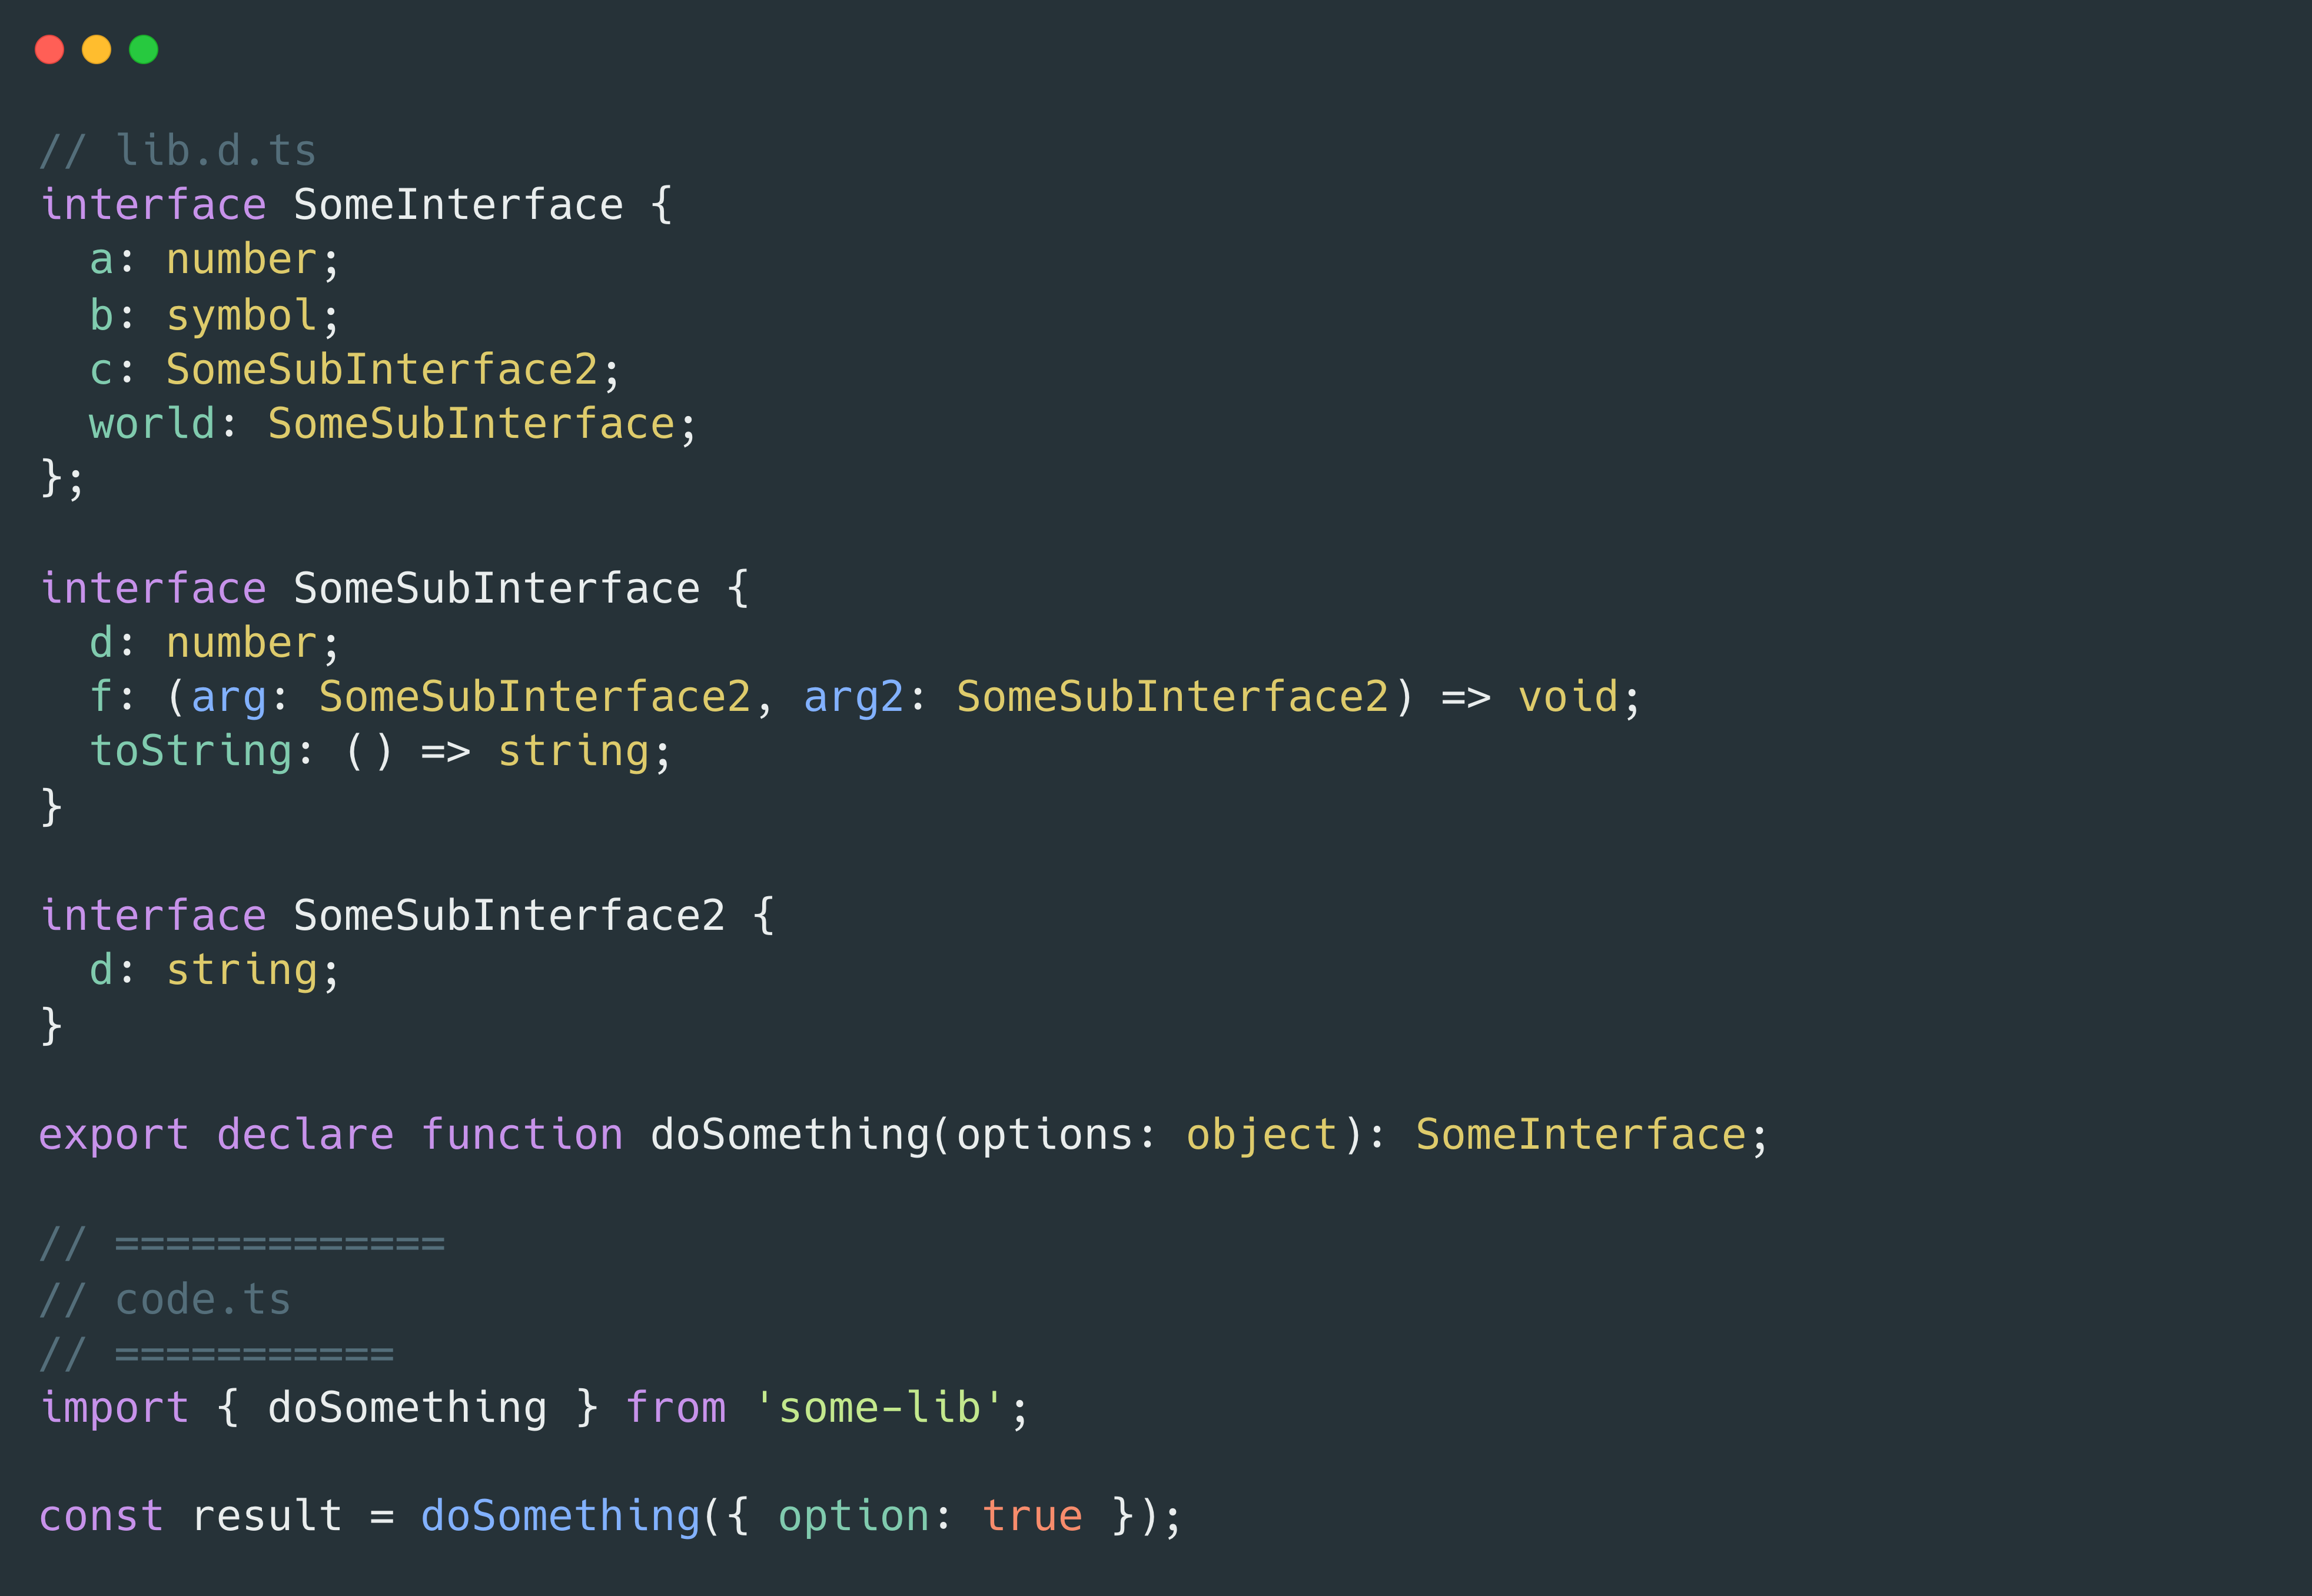 // lib.d.ts
interface SomeInterface {
  a: number;
  b: symbol;
  c: SomeSubInterface2;
  world: SomeSubInterface;
};

interface SomeSubInterface {
  d: number;
  f: (arg: SomeSubInterface2, arg2: SomeSubInterface2) => void;
  toString: () => string;
}

interface SomeSubInterface2 {
  d: string;
}

export declare function doSomething(options: object): SomeInterface;

// =============
// code.ts
// ===========
import { doSomething } from 'some-lib';

const result = doSomething({ option: true });